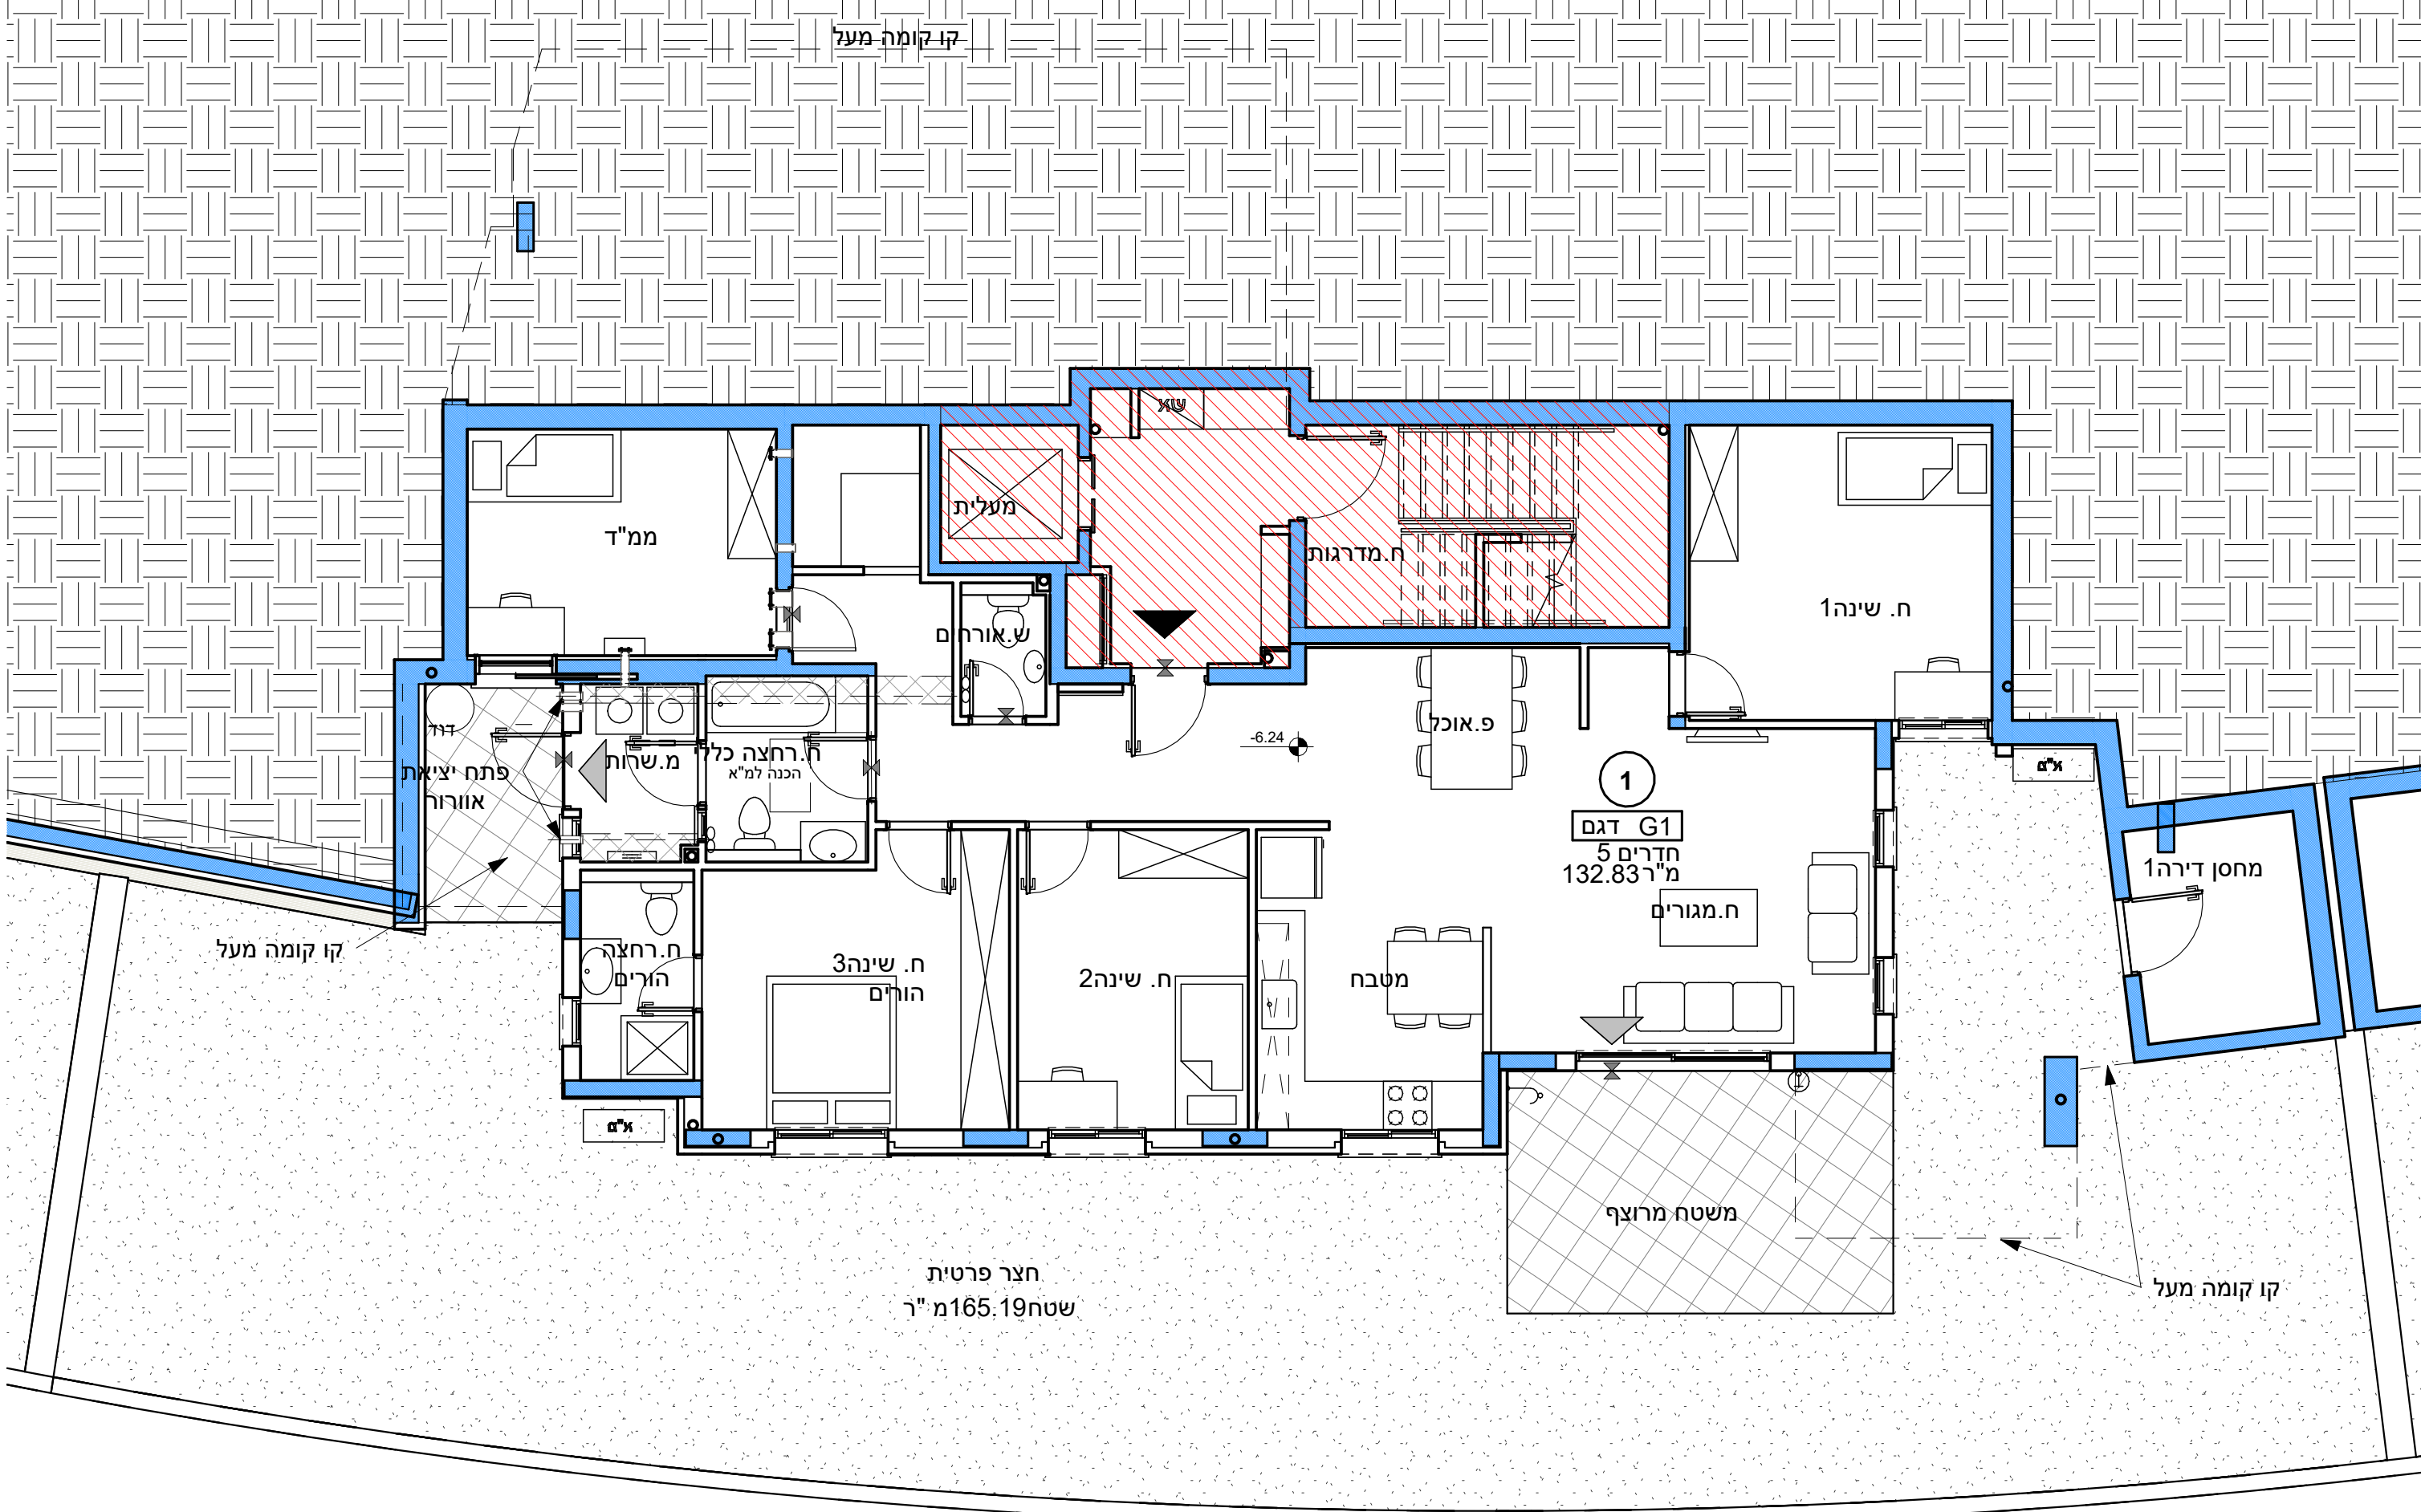 קו קומה מעל
שא
מעלית
ממ"ד
ח.מדרגות
ח. שינה1
ש.אורחים
פ.אוכל
דוד
-6.24
ח.רחצה כללי
הכנה למ"א
מ.שרות
פתח יציאת
אוורור
א"מ
1
דגם G1
5 חדרים
132.83מ"ר
מחסן דירה1
ח.מגורים
קו קומה מעל
ח.רחצה
הורים
ח. שינה3
הורים
ח. שינה2
מטבח
א"מ
משטח מרוצף
חצר פרטית
שטח165.19מ "ר
קו קומה מעל